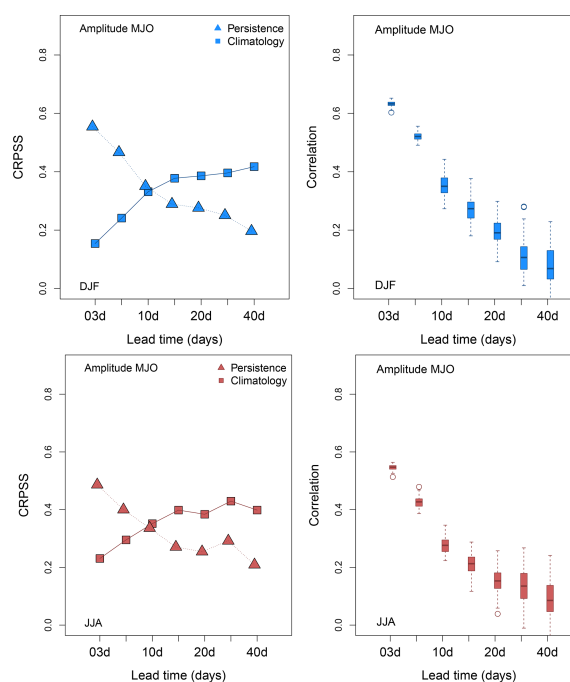 Amplitude MJO
Persistence
Climatology
CRPSS
0.8
0.6
0.4
0.2
0.0
DJF
03d 10d 20d 40d
Lead time (days)
Amplitude MJO
Correlation
0.8
0.6
0.4
0.2
0.0
DJF
03d 10d 20d 40d
Lead time (days)
Amplitude MJO
Persistence
Climatology
CRPSS
0.8
0.6
0.4
0.2
0.0
JJA
03d 10d 20d 40d
Lead time (days)
Amplitude MJO
Correlation
0.8
0.6
0.4
0.2
0.0
JJA
03d 10d 20d 40d
Lead time (days)